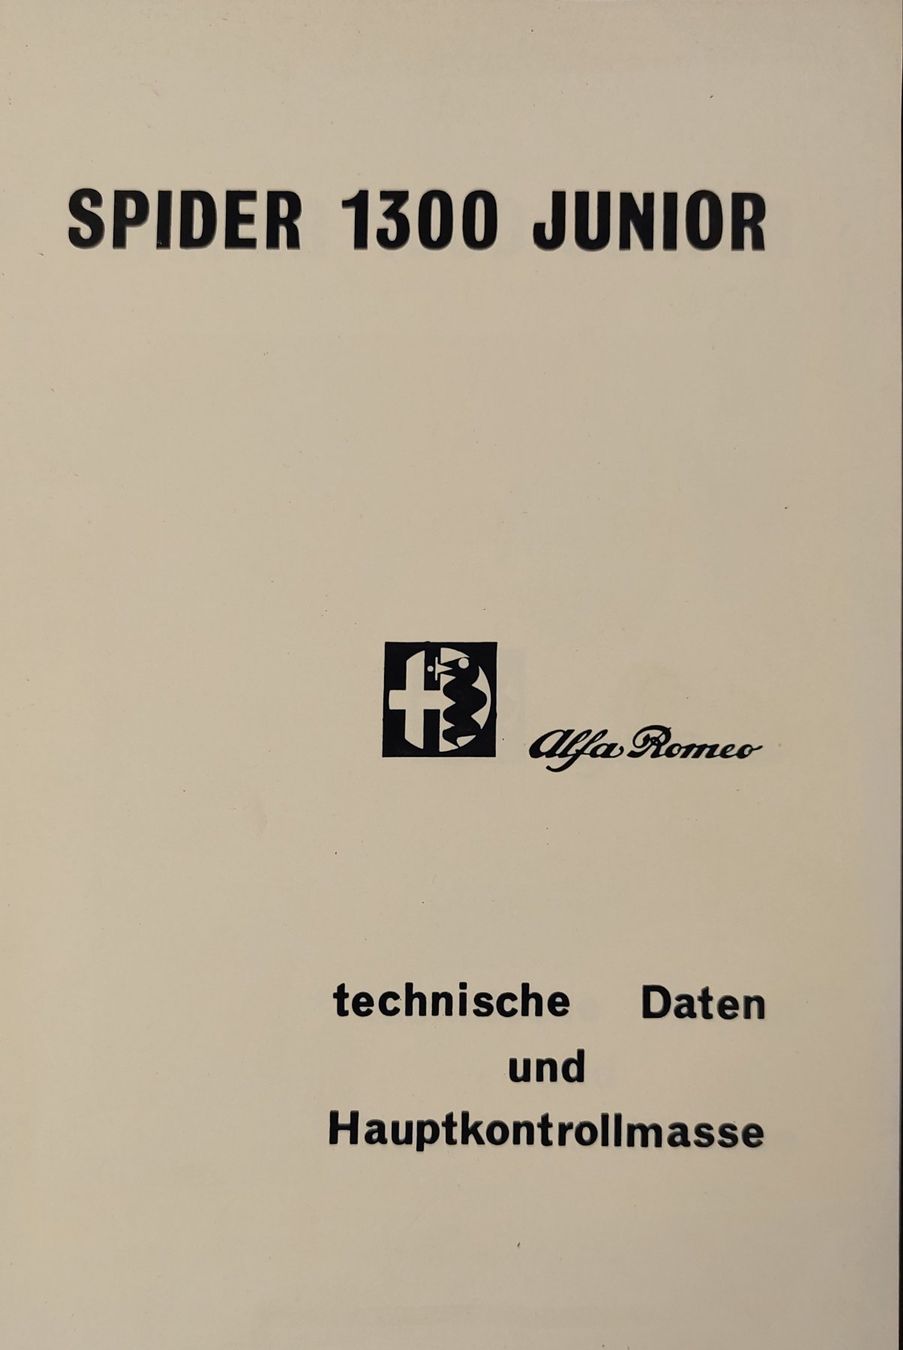 SPIDER 1300 JUNIOR
Alfa Romeo
technische Daten
und
Hauptkontrollmasse